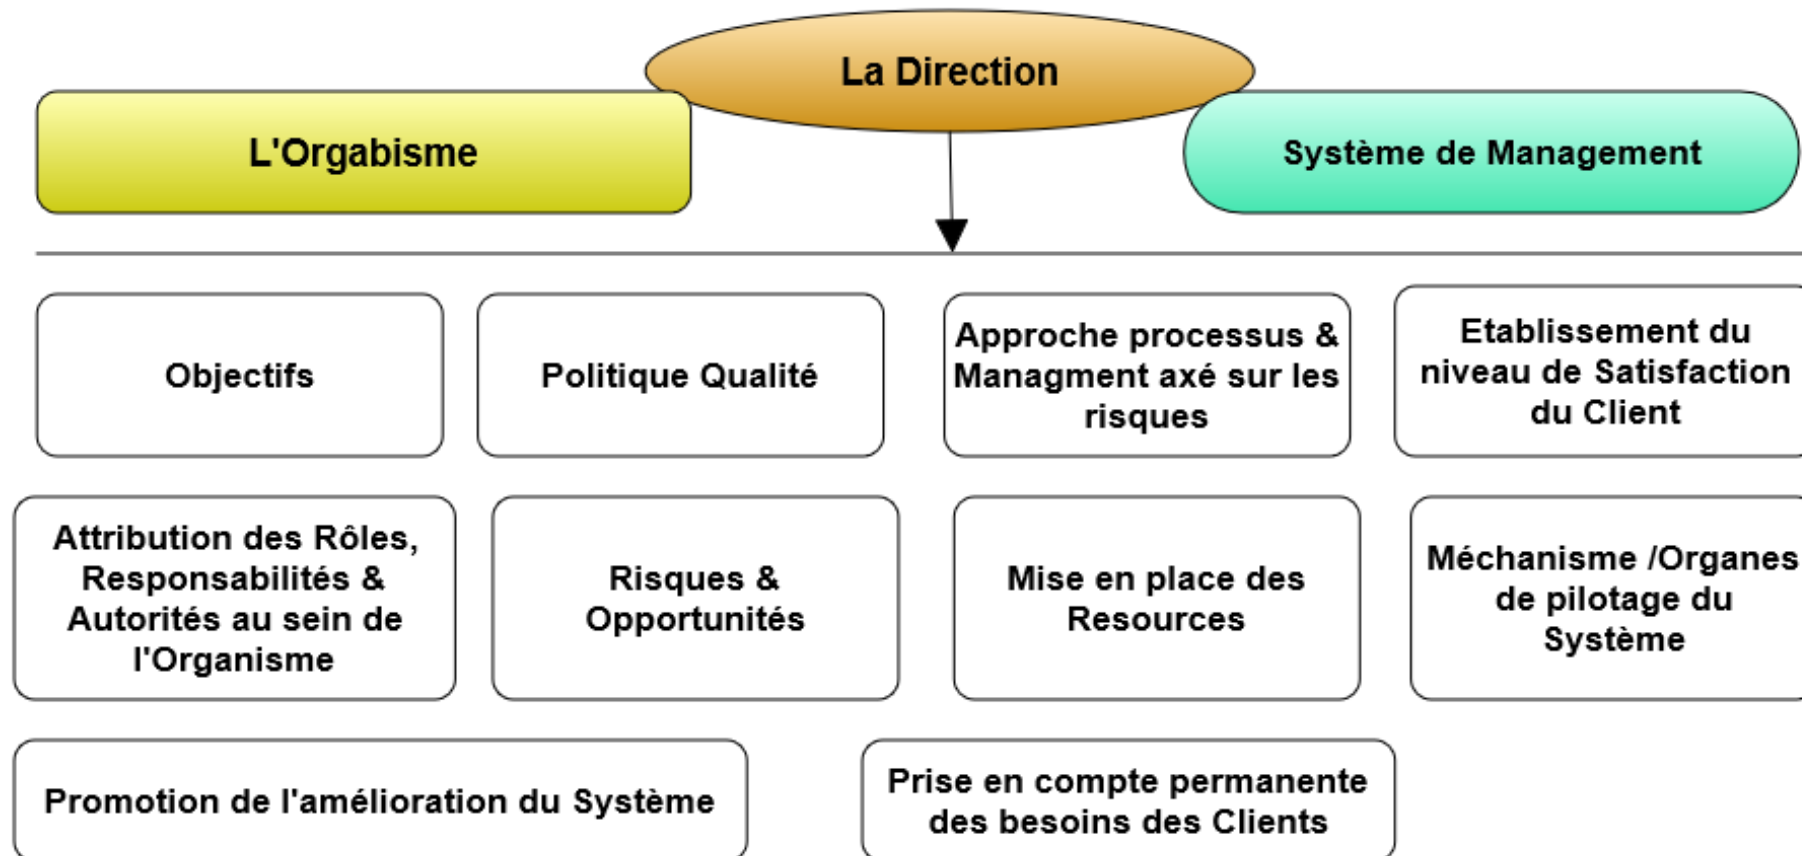 La Direction
L'Orgabisme
Système de Management
Objectifs
Politique Qualité
Approche processus &
Managment axé sur les
risques
Etablissement du
niveau de Satisfaction
du Client
Attribution des Rôles,
Responsabilités &
Autorités au sein de
l'Organisme
Risques &
Opportunités
Mise en place des
Resources
Méchanisme /Organes
de pilotage du
Système
Promotion de l'amélioration du Système
Prise en compte permanente
des besoins des Clients